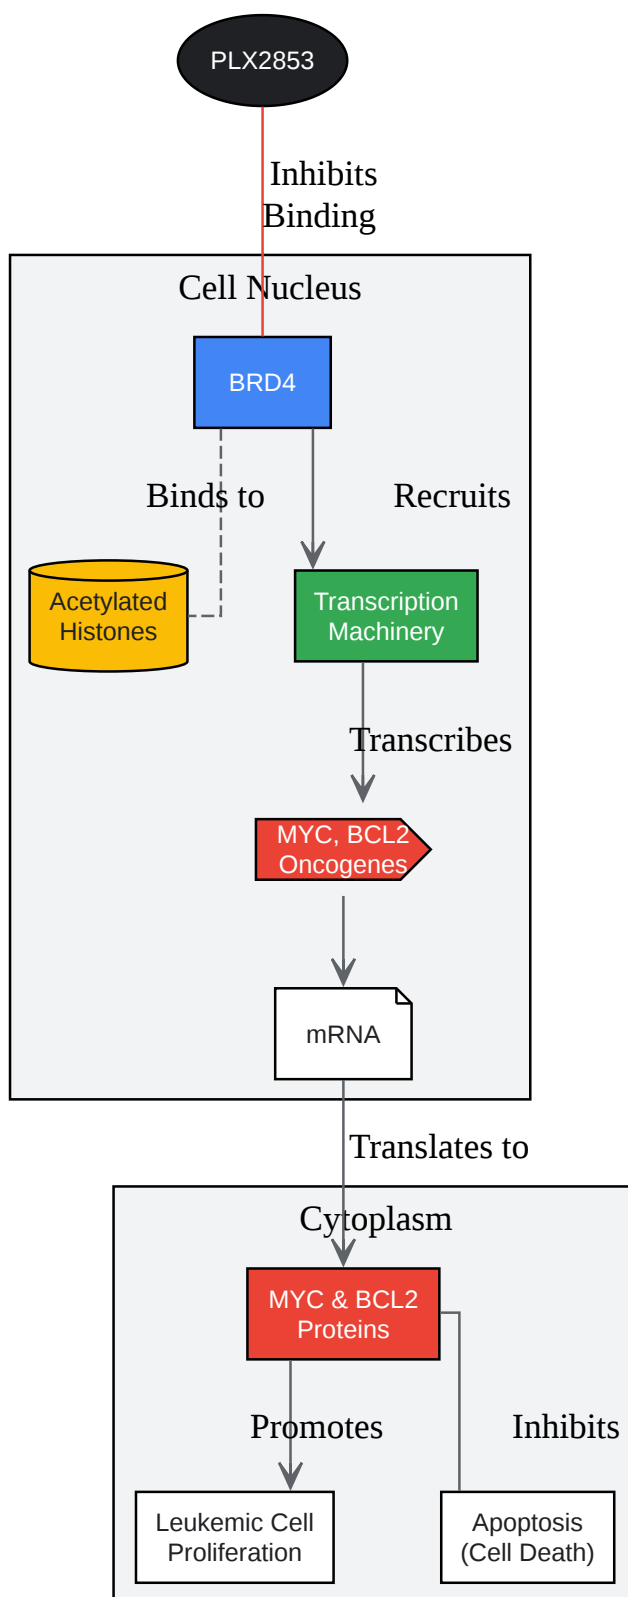 PLX2853
Inhibits
Binding
Cell Nucleus
BRD4
Binds to
Recruits
Acetylated
Histones
Transcription
Machinery
Transcribes
MYC, BCL2
Oncogenes
mRNA
Translates to
Cytoplasm
MYC & BCL2
Proteins
Promotes
Inhibits
Leukemic Cell
Proliferation
Apoptosis
(Cell Death)